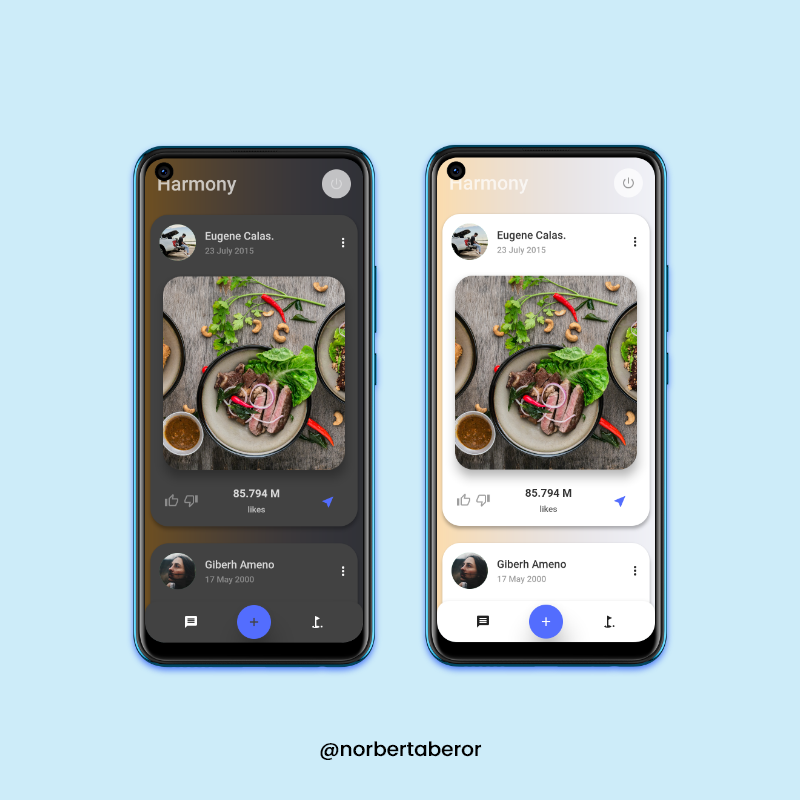 Harmony
Eugene Calas.
23 July 2015
85.794 M
likes
Giberh Ameno
17 May 2000
Harmony
Eugene Calas.
23 July 2015
85.794 M
likes
Giberh Ameno
17 May 2000
@norbertaberor